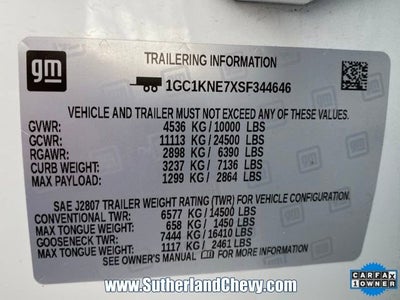 gm
TRAILERING INFORMATION
1GC1KNE7XSF344646
VEHICLE AND TRAILER MUST NOT EXCEED ANY OF THESE VALUES.
GVWR: 4536 KG/10000 LBS
GCWR: 11113 KG/24500 LBS
RGAWR: 2898 KG/ 6390 LBS
CURB WEIGHT: 3237 KG/ 7136 LBS
MAX PAYLOAD: 1299 KG/ 2864 LBS
SAE J2807 TRAILER WEIGHT RATING (TWR) FOR VEHICLE CONFIGURATION.
CONVENTIONAL TWR: 6577 KG/14500 LBS
MAX TONGUE WEIGHT: 658 KG/ 1450 LBS
GOOSENECK TWR: 7444 KG/16410 LBS
MAX TONGUE WEIGHT: 1117 KG/ 2461 LBS
SEE OWNER'S MANUAL FOR MORE INFORMATION.
www.SutherlandChevy.com
CARFAX
1 OWNER